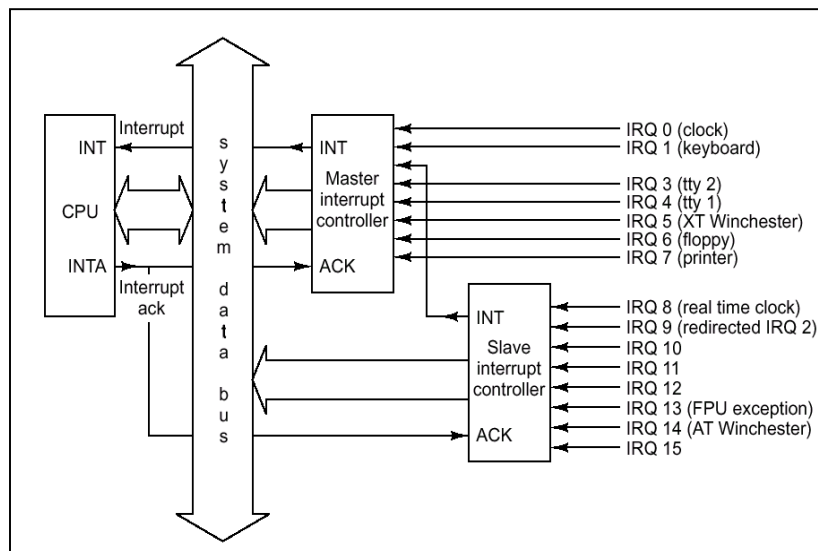 Interrupt
INT
CPU
INTA
Interrupt
ack
system data bus
INT
Master
interrupt
controller
ACK
IRQ 0 (clock)
IRQ 1 (keyboard)
IRQ 3 (tty 2)
IRQ 4 (tty 1)
IRQ 5 (XT Winchester)
IRQ 6 (floppy)
IRQ 7 (printer)
INT
Slave
interrupt
controller
ACK
IRQ 8 (real time clock)
IRQ 9 (redirected IRQ 2)
IRQ 10
IRQ 11
IRQ 12
IRQ 13 (FPU exception)
IRQ 14 (AT Winchester)
IRQ 15